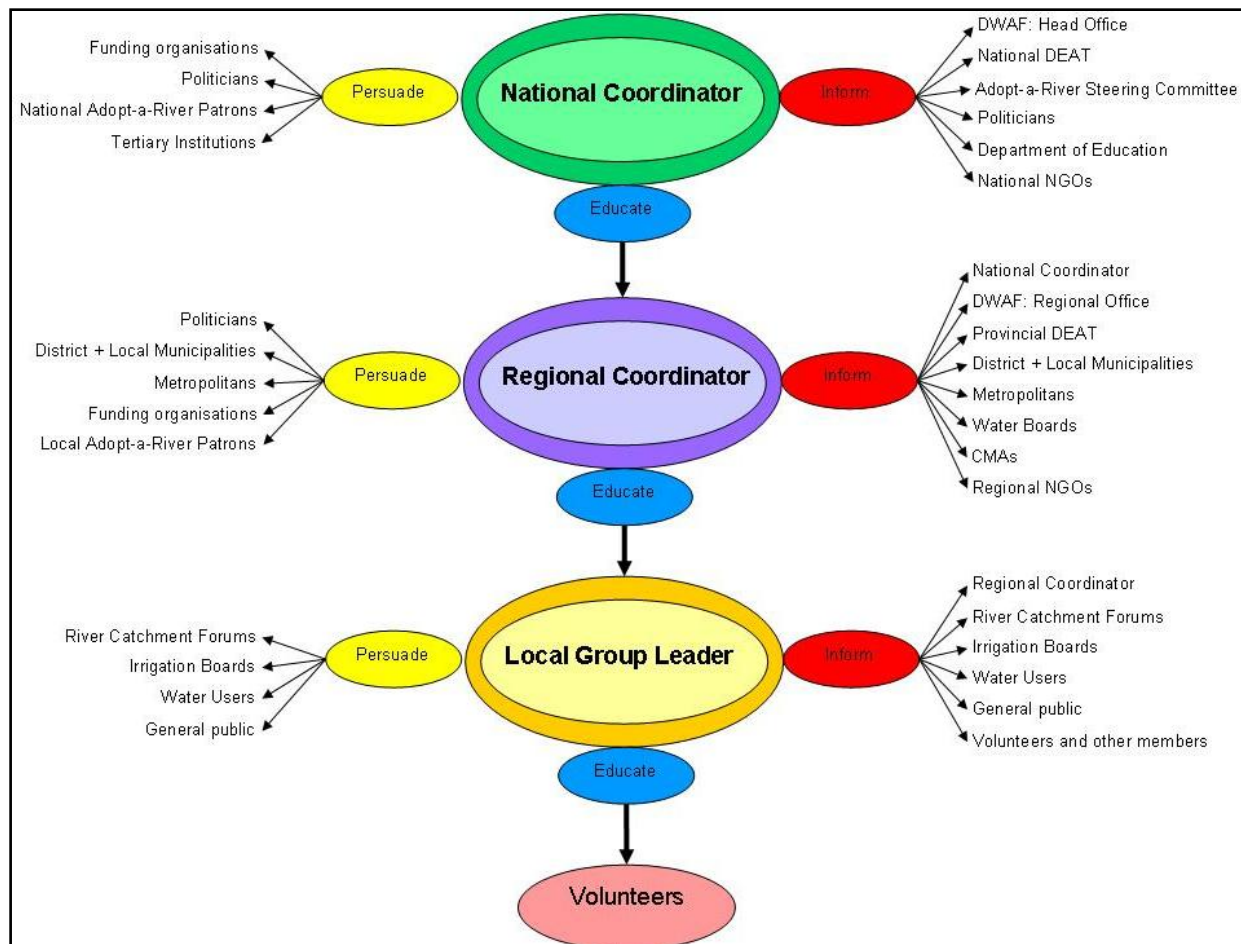 Funding organisations
Politicians
National Adopt-a-River Patrons
Tertiary Institutions
Persuade
National Coordinator
Inform
DWAF: Head Office
National DEAT
Adopt-a-River Steering Committee
Politicians
Department of Education
National NGOs
Educate
Politicians
District + Local Municipalities
Metropolitans
Funding organisations
Local Adopt-a-River Patrons
Persuade
Regional Coordinator
Inform
National Coordinator
DWAF: Regional Office
Provincial DEAT
District + Local Municipalities
Metropolitans
Water Boards
CMAs
Regional NGOs
Educate
River Catchment Forums
Irrigation Boards
Water Users
General public
Persuade
Local Group Leader
Inform
Regional Coordinator
River Catchment Forums
Irrigation Boards
Water Users
General public
Volunteers and other members
Educate
Volunteers